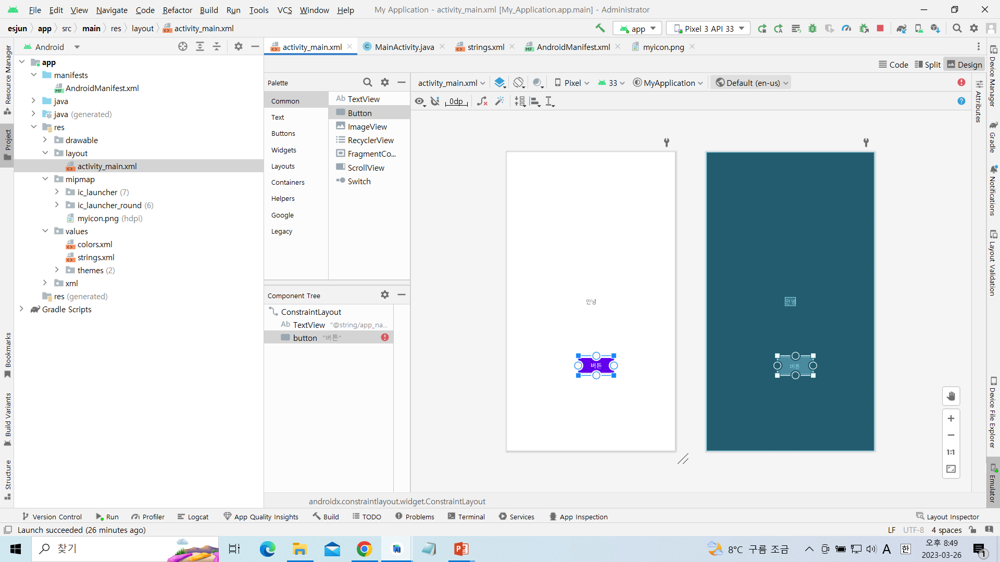 File Edit View Navigate Code Refactor Build Run Tools VCS Window Help My Application - activity_main.xml [My_Application.app.main] - Administrator
esjun app src main res layout activity_main.xml app Pixel 3 API 33
Android
activity_main.xml MainActivity.java strings.xml AndroidManifest.xml myicon.png
Code Split Design
Resource Manager
Project
Bookmarks
Build Variants
Structure
app
manifests
AndroidManifest.xml
java
java (generated)
res
drawable
layout
activity_main.xml
mipmap
ic_launcher (7)
ic_launcher_round (6)
myicon.png (hdpi)
values
colors.xml
strings.xml
themes (2)
xml
res (generated)
Gradle Scripts
Palette
Common
Text
Buttons
Widgets
Layouts
Containers
Helpers
Google
Legacy
Ab TextView
Button
ImageView
RecyclerView
FragmentCo...
ScrollView
Switch
Component Tree
ConstraintLayout
Ab TextView "@string/app_na...
button "버튼"
activity_main.xml Pixel 33 MyApplication Default (en-us)
0dp
안녕
버튼
안녕
버튼
1:1
androidx.constraintlayout.widget.ConstraintLayout
Attributes
Device Manager
Gradle
Notifications
Layout Validation
Device File Explorer
Emulator
Version Control Run Profiler Logcat App Quality Insights Build TODO Problems Terminal Services App Inspection Layout Inspector
Launch succeeded (26 minutes ago) LF UTF-8 4 spaces
찾기
8°C 구름 조금
A 한
오후 8:49
2023-03-26
1